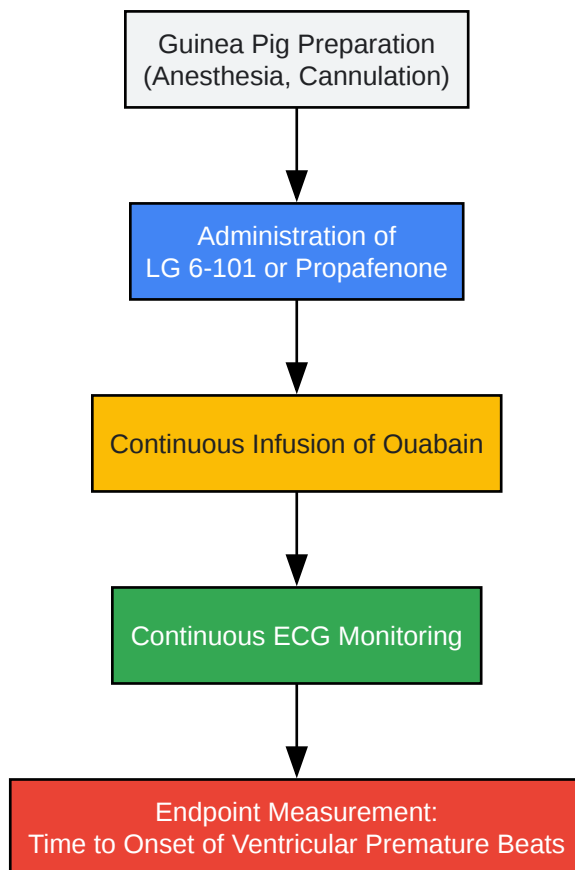 Guinea Pig Preparation
(Anesthesia, Cannulation)
Administration of
LG 6-101 or Propafenone
Continuous Infusion of Ouabain
Continuous ECG Monitoring
Endpoint Measurement:
Time to Onset of Ventricular Premature Beats